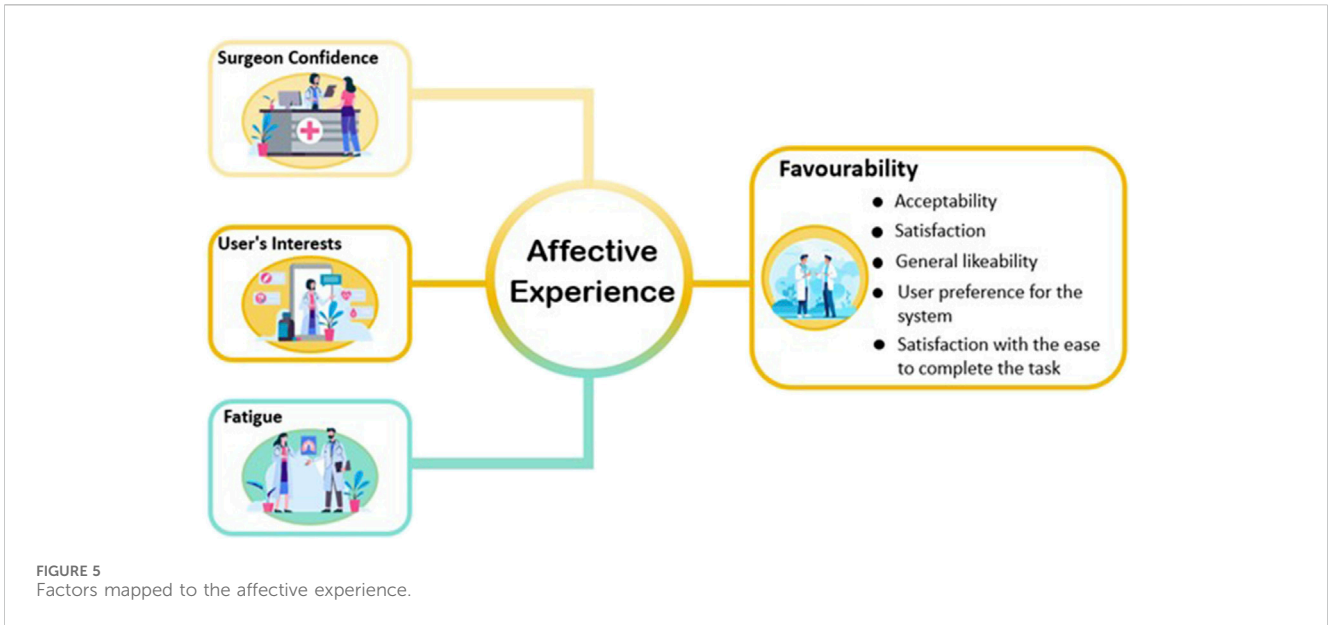 Surgeon Confidence
User's Interests
Fatigue
Affective
Experience
Favourability
● Acceptability
● Satisfaction
● General likeability
● User preference for the
system
● Satisfaction with the ease
to complete the task
FIGURE 5
Factors mapped to the affective experience.